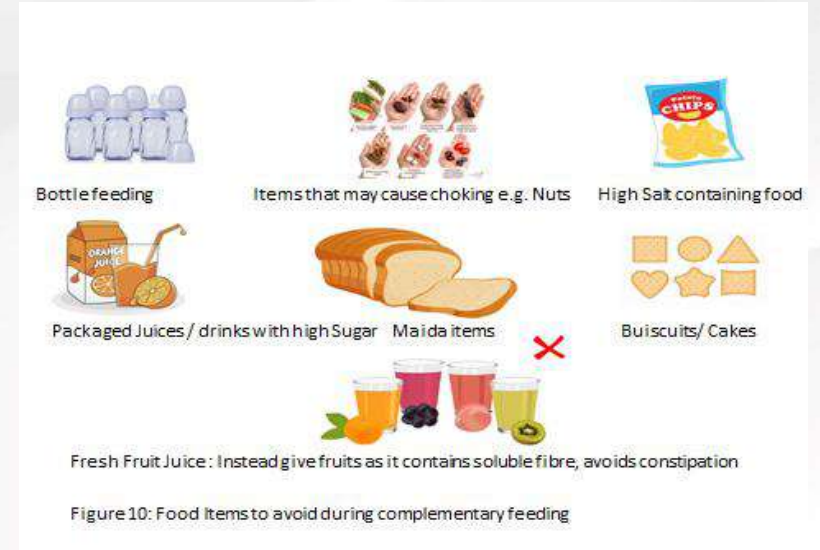 Potato
CHIPS
Bottle feeding
Items that may cause choking e.g. Nuts
High Salt containing food
ORANGE
JUICE
Packaged Juices / drinks with high Sugar
Maida items
Buiscuits/ Cakes
Fresh Fruit Juice : Instead give fruits as it contains soluble fibre, avoids constipation
Figure 10: Food Items to avoid during complementary feeding